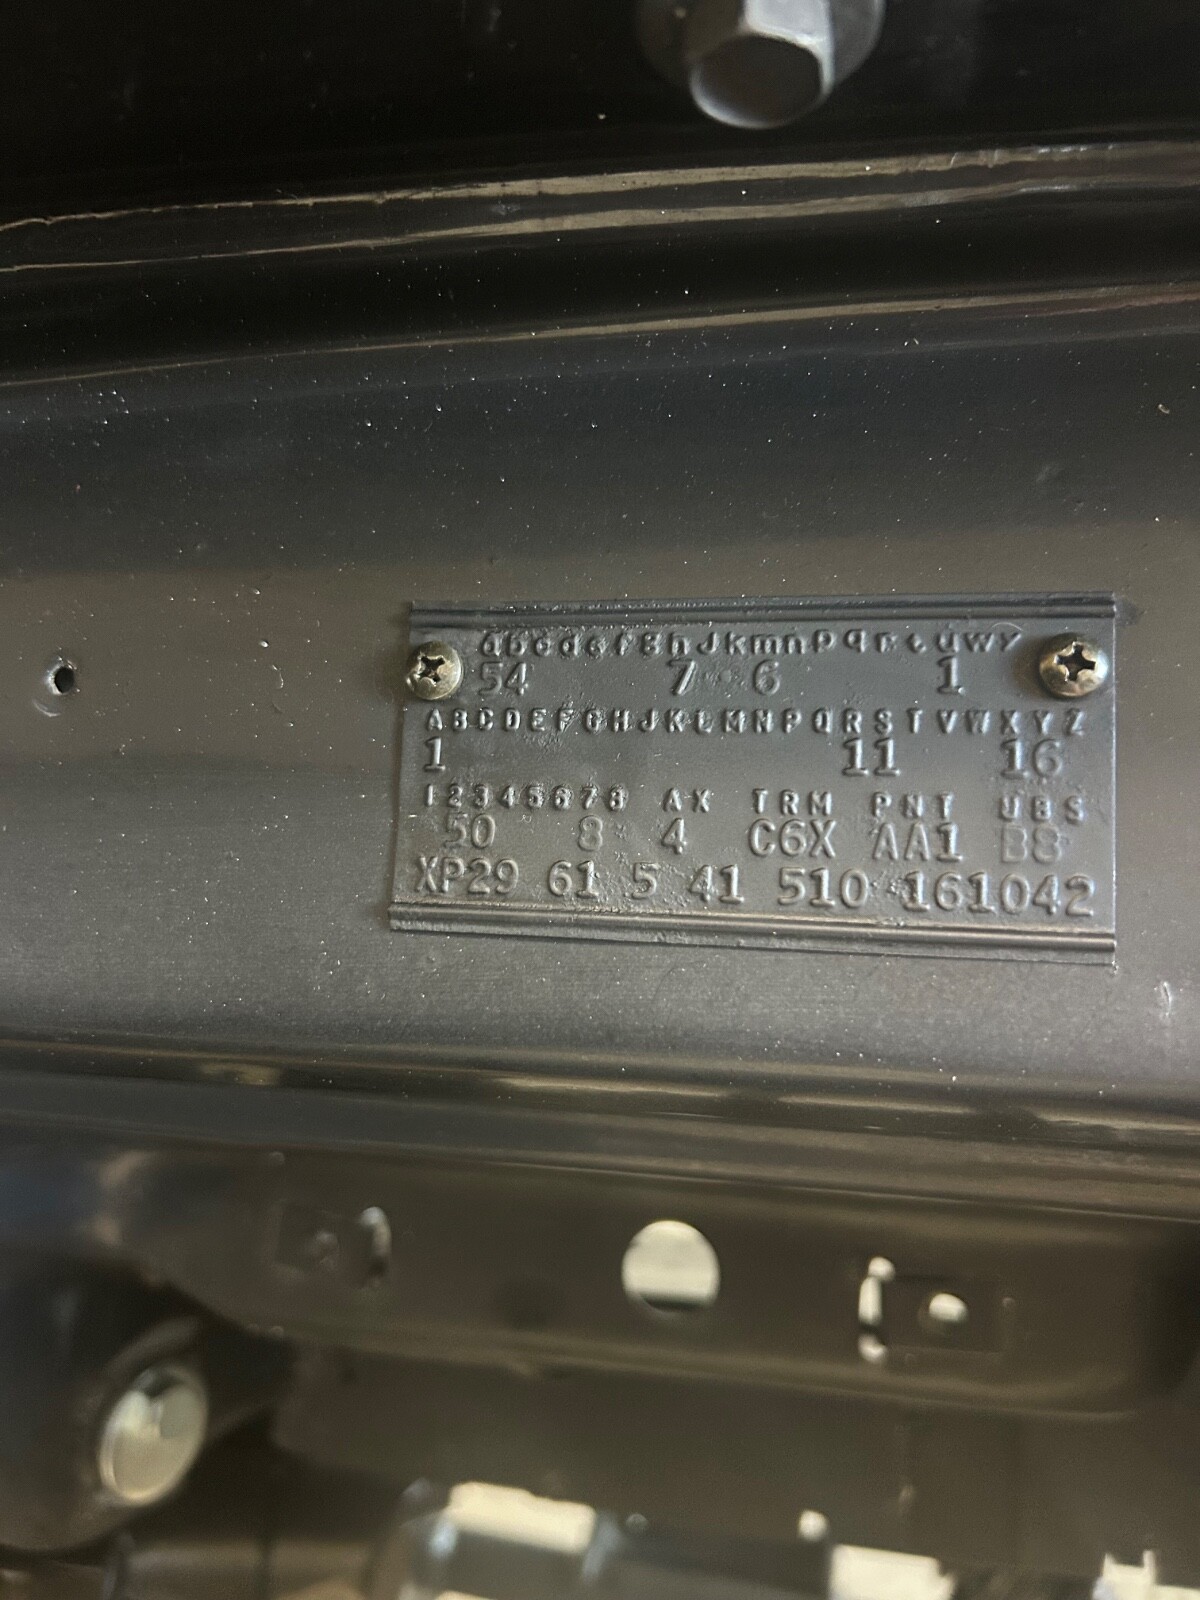 abcdefghJkmnpqrtuwy
54 7 6 1
ABCDEFGHJKLMNPQRSTVWXYZ
1 11 16
12345678 AX TRM PNT UBS
50 8 4 C6X AA1 B8
XP29 61 5 41 510 161042